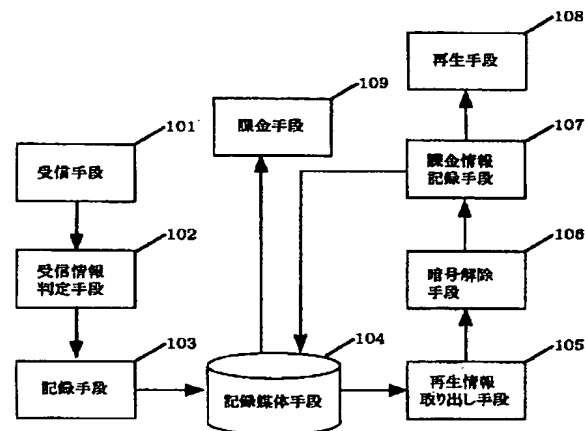 108
再生手段
109
課金手段
107
課金情報
記録手段
101
受信手段
102
受信情報
判定手段
106
暗号解除
手段
103
記録手段
104
記録媒体手段
105
再生情報
取り出し手段